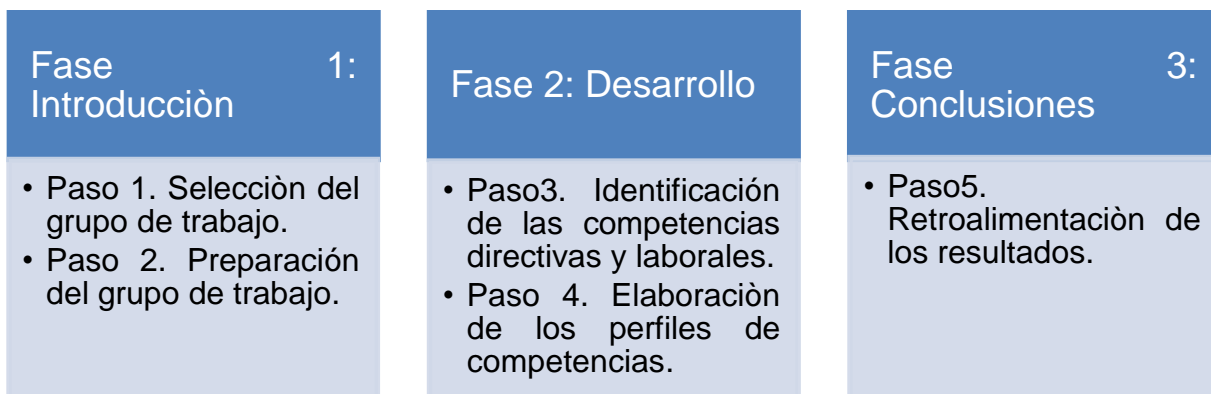 Fase 1:
Introducciòn
• Paso 1. Selecciòn del
grupo de trabajo.
• Paso 2. Preparación
del grupo de trabajo.
Fase 2: Desarrollo
• Paso3. Identificación
de las competencias
directivas y laborales.
• Paso 4. Elaboraciòn
de los perfiles de
competencias.
Fase 3:
Conclusiones
• Paso5.
Retroalimentaciòn de
los resultados.